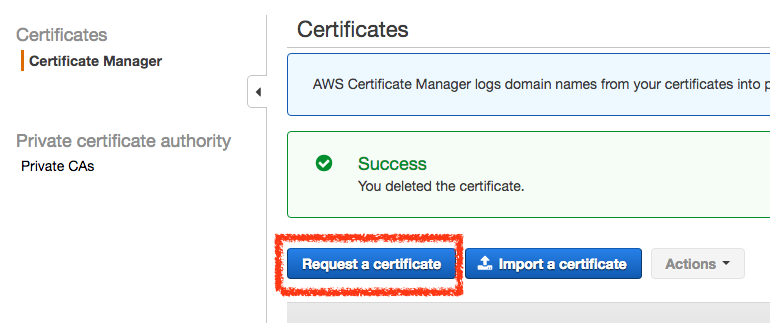 Certificates
Certificate Manager
Private certificate authority
Private CAs
Certificates
AWS Certificate Manager logs domain names from your certificates into
Success
You deleted the certificate.
Request a certificate
Import a certificate
Actions